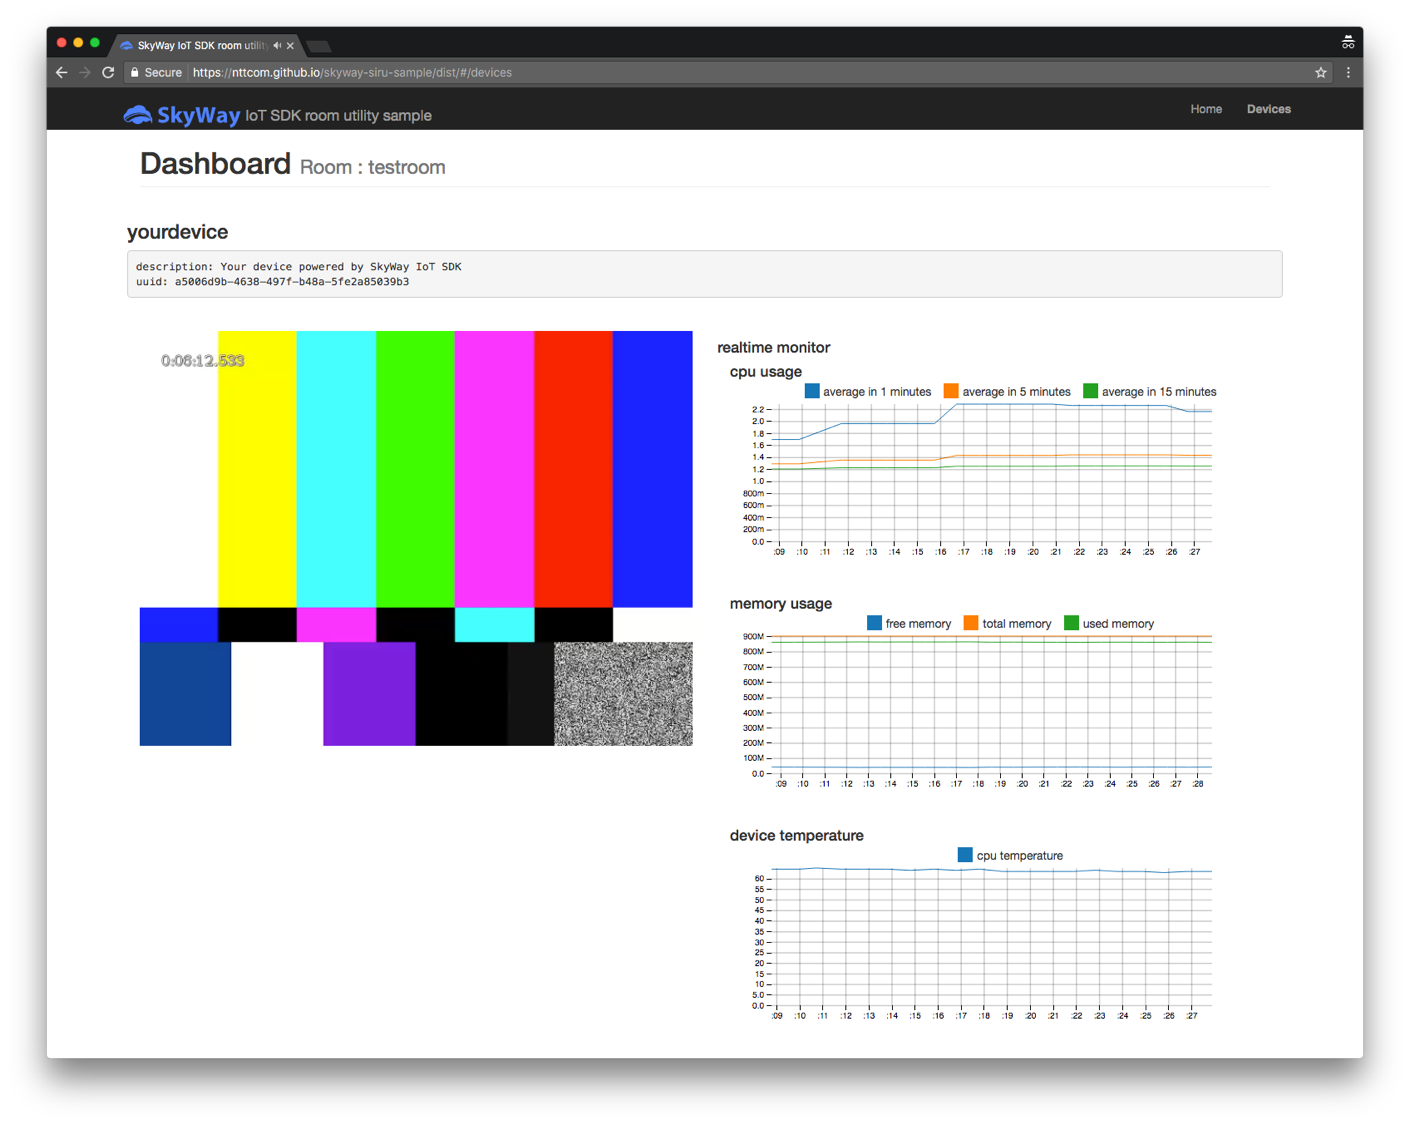 SkyWay IoT SDK room utilit
Secure https://nttcom.github.io/skyway-siru-sample/dist/#/devices
SkyWay IoT SDK room utility sample
Home Devices
Dashboard Room : testroom
yourdevice
description: Your device powered by SkyWay IoT SDK
uuid: a5006d9b-4638-497f-b48a-5fe2a85039b3
0:06:12.533
realtime monitor
cpu usage
average in 1 minutes average in 5 minutes average in 15 minutes
2.2
2.0
1.8
1.6
1.4
1.2
1.0
800m
600m
400m
200m
0.0
:09 :10 :11 :12 :13 :14 :15 :16 :17 :18 :19 :20 :21 :22 :23 :24 :25 :26 :27
memory usage
free memory total memory used memory
900M
800M
700M
600M
500M
400M
300M
200M
100M
0.0
:09 :10 :11 :12 :13 :14 :15 :16 :17 :18 :19 :20 :21 :22 :23 :24 :25 :26 :27 :28
device temperature
cpu temperature
60
55
50
45
40
35
30
25
20
15
10
5.0
0.0
:09 :10 :11 :12 :13 :14 :15 :16 :17 :18 :19 :20 :21 :22 :23 :24 :25 :26 :27